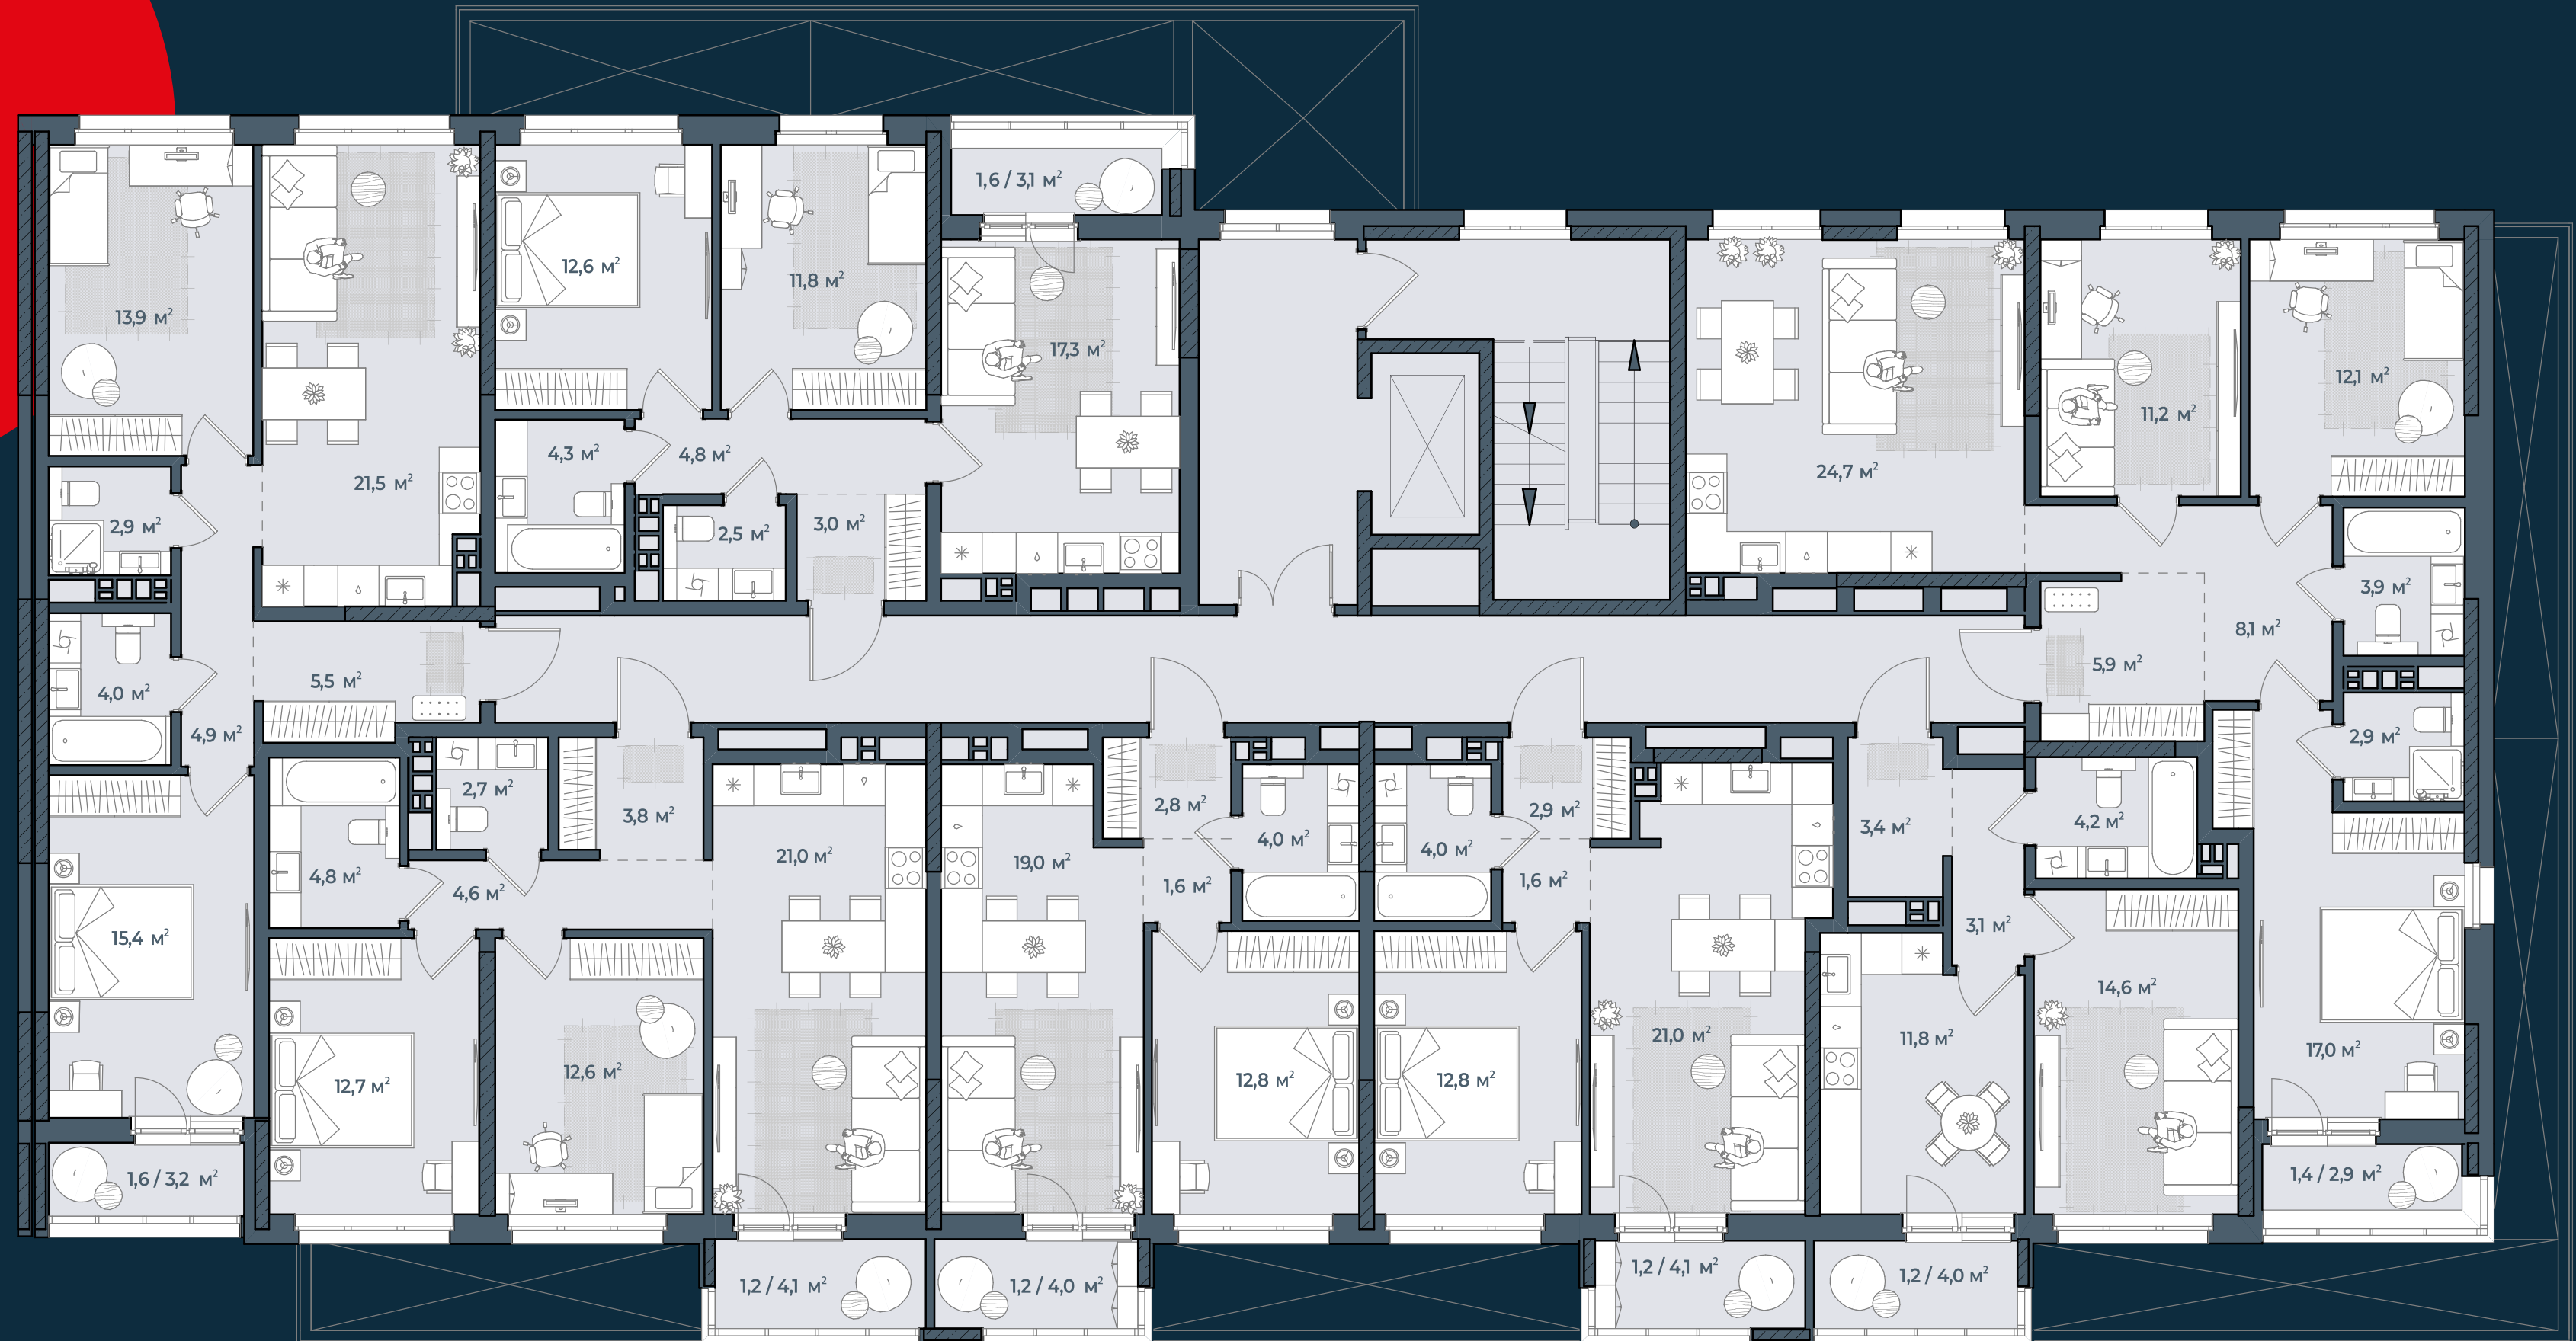 1,6 / 3,1 м²
12,6 м²
11,8 м²
13,9 м²
17,3 м²
12,1 м²
11,2 м²
4,3 м²
4,8 м²
24,7 м²
21,5 м²
2,9 м²
2,5 м²
3,0 м²
3,9 м²
8,1 м²
5,9 м²
5,5 м²
4,0 м²
4,9 м²
2,9 м²
2,7 м²
3,8 м²
2,8 м²
2,9 м²
4,0 м²
4,0 м²
3,4 м²
4,2 м²
21,0 м²
19,0 м²
4,8 м²
4,6 м²
1,6 м²
1,6 м²
3,1 м²
15,4 м²
14,6 м²
21,0 м²
11,8 м²
17,0 м²
12,7 м²
12,6 м²
12,8 м²
12,8 м²
1,6 / 3,2 м²
1,4 / 2,9 м²
1,2 / 4,1 м²
1,2 / 4,0 м²
1,2 / 4,1 м²
1,2 / 4,0 м²